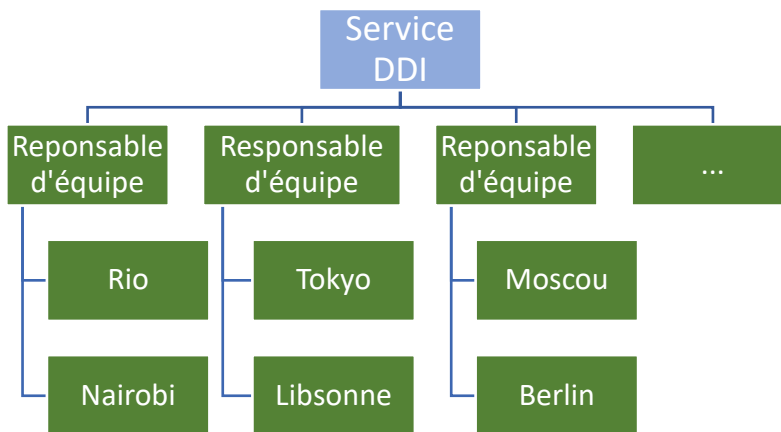 Service
DDI
Reponsable
d'équipe
Responsable
d'équipe
Reponsable
d'équipe
...
Rio
Tokyo
Moscou
Nairobi
Libsonne
Berlin